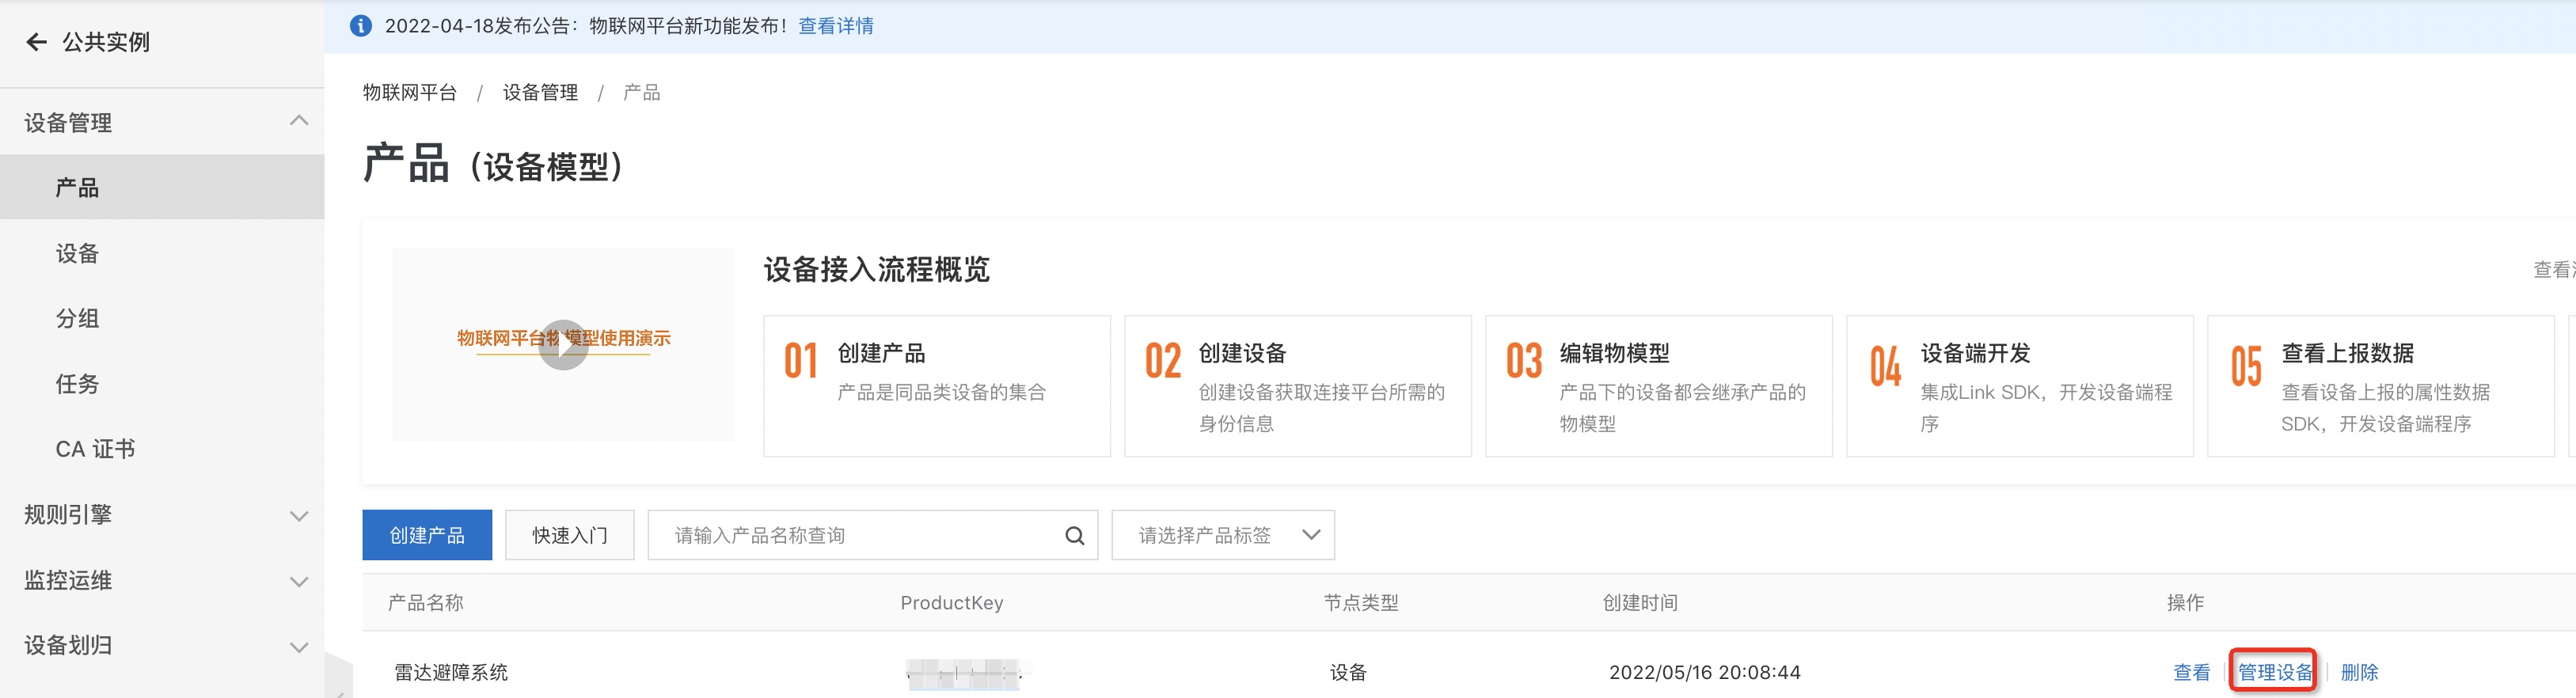 公共实例
设备管理
产品
设备
分组
任务
CA 证书
规则引擎
监控运维
设备划归
2022-04-18发布公告：物联网平台新功能发布！查看详情
物联网平台 / 设备管理 / 产品
产品（设备模型）
物联网平台物模型使用演示
设备接入流程概览
01 创建产品
产品是同品类设备的集合
02 创建设备
创建设备获取连接平台所需的
身份信息
03 编辑物模型
产品下的设备都会继承产品的
物模型
04 设备端开发
集成Link SDK，开发设备端程
序
05 查看上报数据
查看设备上报的属性数据
SDK，开发设备端程序
查看
创建产品 快速入门 请输入产品名称查询 请选择产品标签
产品名称 ProductKey 节点类型 创建时间 操作
雷达避障系统 设备 2022/05/16 20:08:44 查看 管理设备 删除